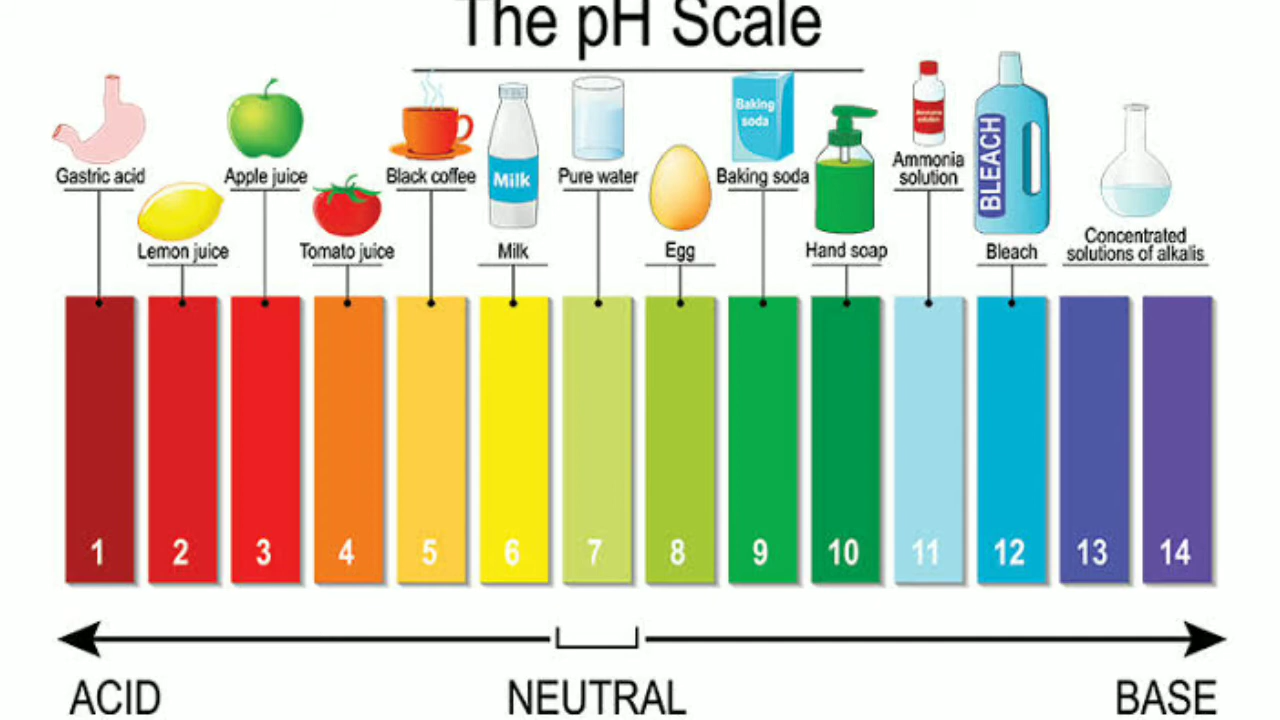 The pH Scale
Gastric acid
Lemon juice
Apple juice
Tomato juice
Black coffee
Milk
Milk
Pure water
Egg
Baking
soda
Baking soda
Hand soap
Ammonia
solution
Ammonia
solution
BLEACH
Bleach
Concentrated
solutions of alkalis
1 2 3 4 5 6 7 8 9 10 11 12 13 14
ACID NEUTRAL BASE